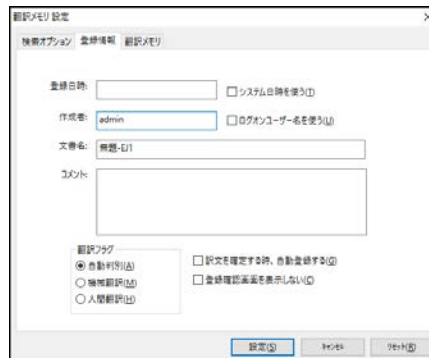 翻訳メモリ 設定
検索オプション 登録情報 翻訳メモリ
登録日時: システム日時を使う(T)
作成者: admin ログオンユーザー名を使う(U)
文書名: 無題-EJ1
コメント:
翻訳フラグ
自動判別(A)
機械翻訳(M)
人間翻訳(H)
訳文を確定する時、自動登録する(G)
登録確認画面を表示しない(C)
設定(S) キャンセル リセット(R)